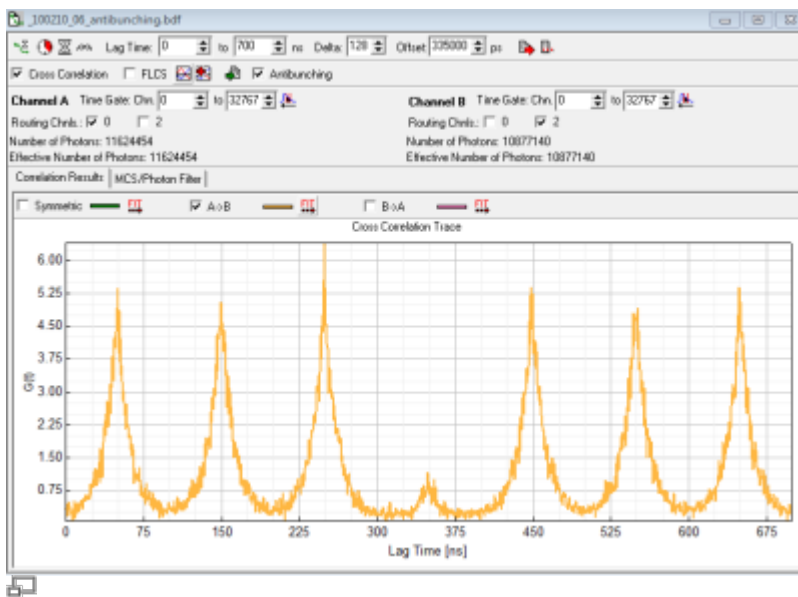 _100210_06_antibunching.bdf
Lag Time: 0 to 700 ns Delta: 128 Offset 335000 ps
Cross Correlation FLCS Antibunching
Channel A Time Gate: Chn. 0 to 32767 Channel B Time Gate: Chn. 0 to 32767
Routing Chnls.: 0 2 Routing Chnls.: 0 2
Number of Photons: 11624454 Number of Photons: 10877140
Effective Number of Photons: 11624454 Effective Number of Photons: 10877140
Correlation Results MCS/Photon Filter
Symmetric FIT A->B FIT B->A FIT
Cross Correlation Trace
6.00
5.25
4.50
3.75
G(t)
3.00
2.25
1.50
0.75
0 75 150 225 300 375 450 525 600 675
Lag Time [ns]